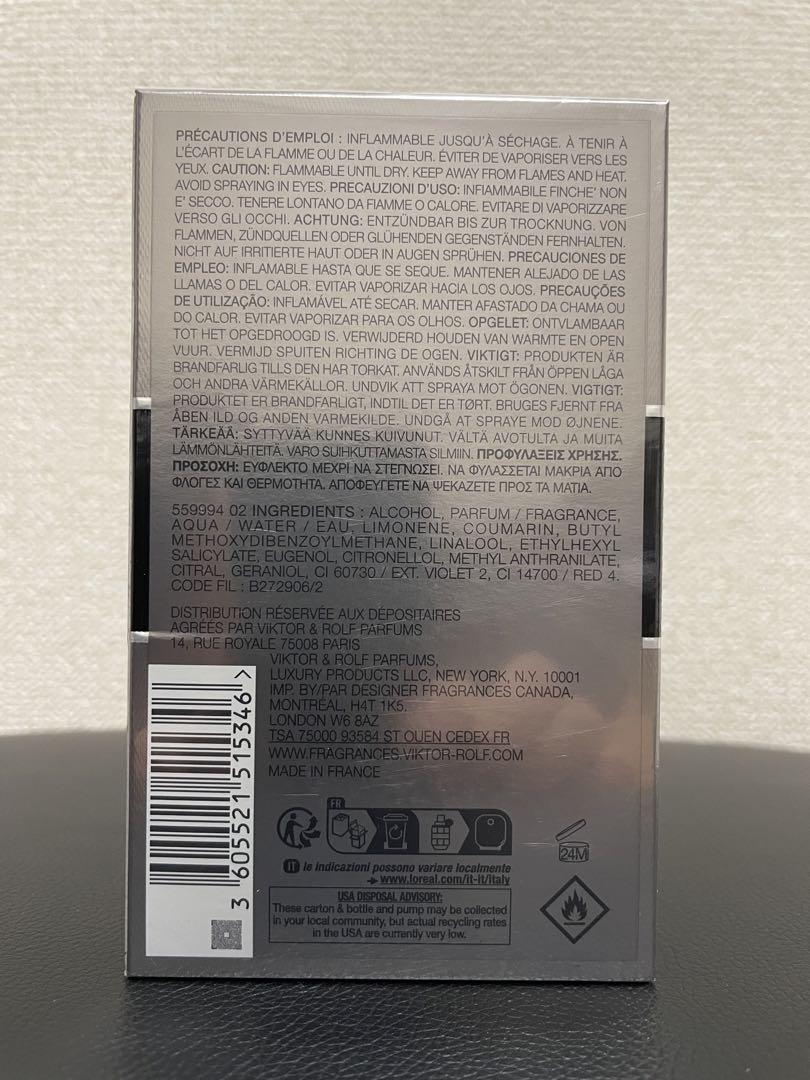 PRÉCAUTIONS D'EMPLOI : INFLAMMABLE JUSQU'À SÉCHAGE. À TENIR À
L'ÉCART DE LA FLAMME OU DE LA CHALEUR. ÉVITER DE VAPORISER VERS LES
YEUX. CAUTION: FLAMMABLE UNTIL DRY. KEEP AWAY FROM FLAMES AND HEAT.
AVOID SPRAYING IN EYES. PRECAUZIONI D'USO: INFIAMMABILE FINCHE' NON
E' SECCO. TENERE LONTANO DA FIAMME O CALORE. EVITARE DI VAPORIZZARE
VERSO GLI OCCHI. ACHTUNG: ENTZÜNDBAR BIS ZUR TROCKNUNG. VON
FLAMMEN, ZÜNDQUELLEN ODER GLÜHENDEN GEGENSTÄNDEN FERNHALTEN.
NICHT AUF IRRITIERTE HAUT ODER IN AUGEN SPRÜHEN. PRECAUCIONES DE
EMPLEO: INFLAMABLE HASTA QUE SE SEQUE. MANTENER ALEJADO DE LAS
LLAMAS O DEL CALOR. EVITAR VAPORIZAR HACIA LOS OJOS. PRECAUÇÕES
DE UTILIZAÇÃO: INFLAMÁVEL ATÉ SECAR. MANTER AFASTADO DA CHAMA OU
DO CALOR. EVITAR VAPORIZAR PARA OS OLHOS. OPGELET: ONTVLAMBAAR
TOT HET OPGEDROOGD IS. VERWIJDERD HOUDEN VAN WARMTE EN OPEN
VUUR. VERMIJD SPUITEN RICHTING DE OGEN. VIKTIGT: PRODUKTEN ÄR
BRANDFARLIG TILLS DEN HAR TORKAT. ANVÄNDS ÅTSKILT FRÅN ÖPPEN LÅGA
OCH ANDRA VÄRMEKÄLLOR. UNDVIK ATT SPRAYA MOT ÖGONEN. VIGTIGT:
PRODUKTET ER BRANDFARLIGT, INDTIL DET ER TØRT. BRUGES FJERNT FRA
ÅBEN ILD OG ANDEN VARMEKILDE. UNDGÅ AT SPRAYE MOD ØJNENE.
TÄRKEÄÄ: SYTTYVÄÄ KUNNES KUIVUNUT. VÄLTÄ AVOTULTA JA MUITA
LÄMMÖNLÄHTEITÄ. VARO SUIHKUTTAMASTA SILMIIN. ΠΡΟΦΥΛΑΞΕΙΣ ΧΡΗΣΗΣ.
ΠΡΟΣΟΧΗ: ΕΥΦΛΕΚΤΟ ΜΕΧΡΙ ΝΑ ΣΤΕΓΝΩΣΕΙ. ΝΑ ΦΥΛΑΣΣΕΤΑΙ ΜΑΚΡΙΑ ΑΠΟ
ΦΛΟΓΕΣ ΚΑΙ ΘΕΡΜΟΤΗΤΑ. ΑΠΟΦΕΥΓΕΤΕ ΝΑ ΨΕΚΑΖΕΤΕ ΠΡΟΣ ΤΑ ΜΑΤΙΑ.
559994 02 INGREDIENTS : ALCOHOL, PARFUM / FRAGRANCE,
AQUA / WATER / EAU, LIMONENE, COUMARIN, BUTYL
METHOXYDIBENZOYLMETHANE, LINALOOL, ETHYLHEXYL
SALICYLATE, EUGENOL, CITRONELLOL, METHYL ANTHRANILATE,
CITRAL, GERANIOL, CI 60730 / EXT. VIOLET 2, CI 14700 / RED 4.
CODE FIL : B272906/2
DISTRIBUTION RÉSERVÉE AUX DÉPOSITAIRES
AGRÉÉS PAR VIKTOR & ROLF PARFUMS
14, RUE ROYALE 75008 PARIS
VIKTOR & ROLF PARFUMS,
LUXURY PRODUCTS LLC, NEW YORK, N.Y. 10001
IMP. BY/PAR DESIGNER FRAGRANCES CANADA,
MONTRÉAL, H4T 1K5.
LONDON W6 8AZ
TSA 75000 93584 ST OUEN CEDEX FR
WWW.FRAGRANCES.VIKTOR-ROLF.COM
MADE IN FRANCE
3 605521 515346 >
FR
IT le indicazioni possono variare localmente
www.loreal.com/it-it/italy
24M
USA DISPOSAL ADVISORY:
These carton & bottle and pump may be collected
in your local community, but actual recycling rates
in the USA are currently very low.